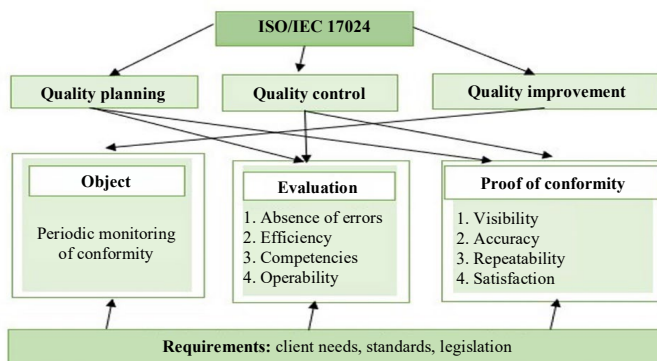 ISO/IEC 17024
Quality planning
Quality control
Quality improvement
Object
Periodic monitoring
of conformity
Evaluation
1. Absence of errors
2. Efficiency
3. Competencies
4. Operability
Proof of conformity
1. Visibility
2. Accuracy
3. Repeatability
4. Satisfaction
Requirements: client needs, standards, legislation